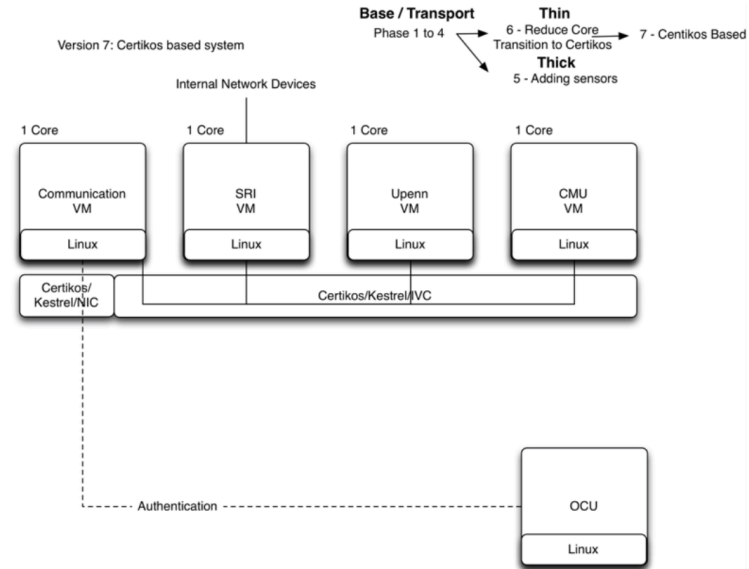 Base / Transport
Phase 1 to 4
Thin
6 - Reduce Core
Transition to Certikos
7 - Centikos Based
Thick
5 - Adding sensors
Version 7: Certikos based system
Internal Network Devices
1 Core
1 Core
1 Core
1 Core
Communication
VM
Linux
SRI
VM
Linux
Upenn
VM
Linux
CMU
VM
Linux
Certikos/
Kestrel/NIC
Certikos/Kestrel/IVC
Authentication
OCU
Linux